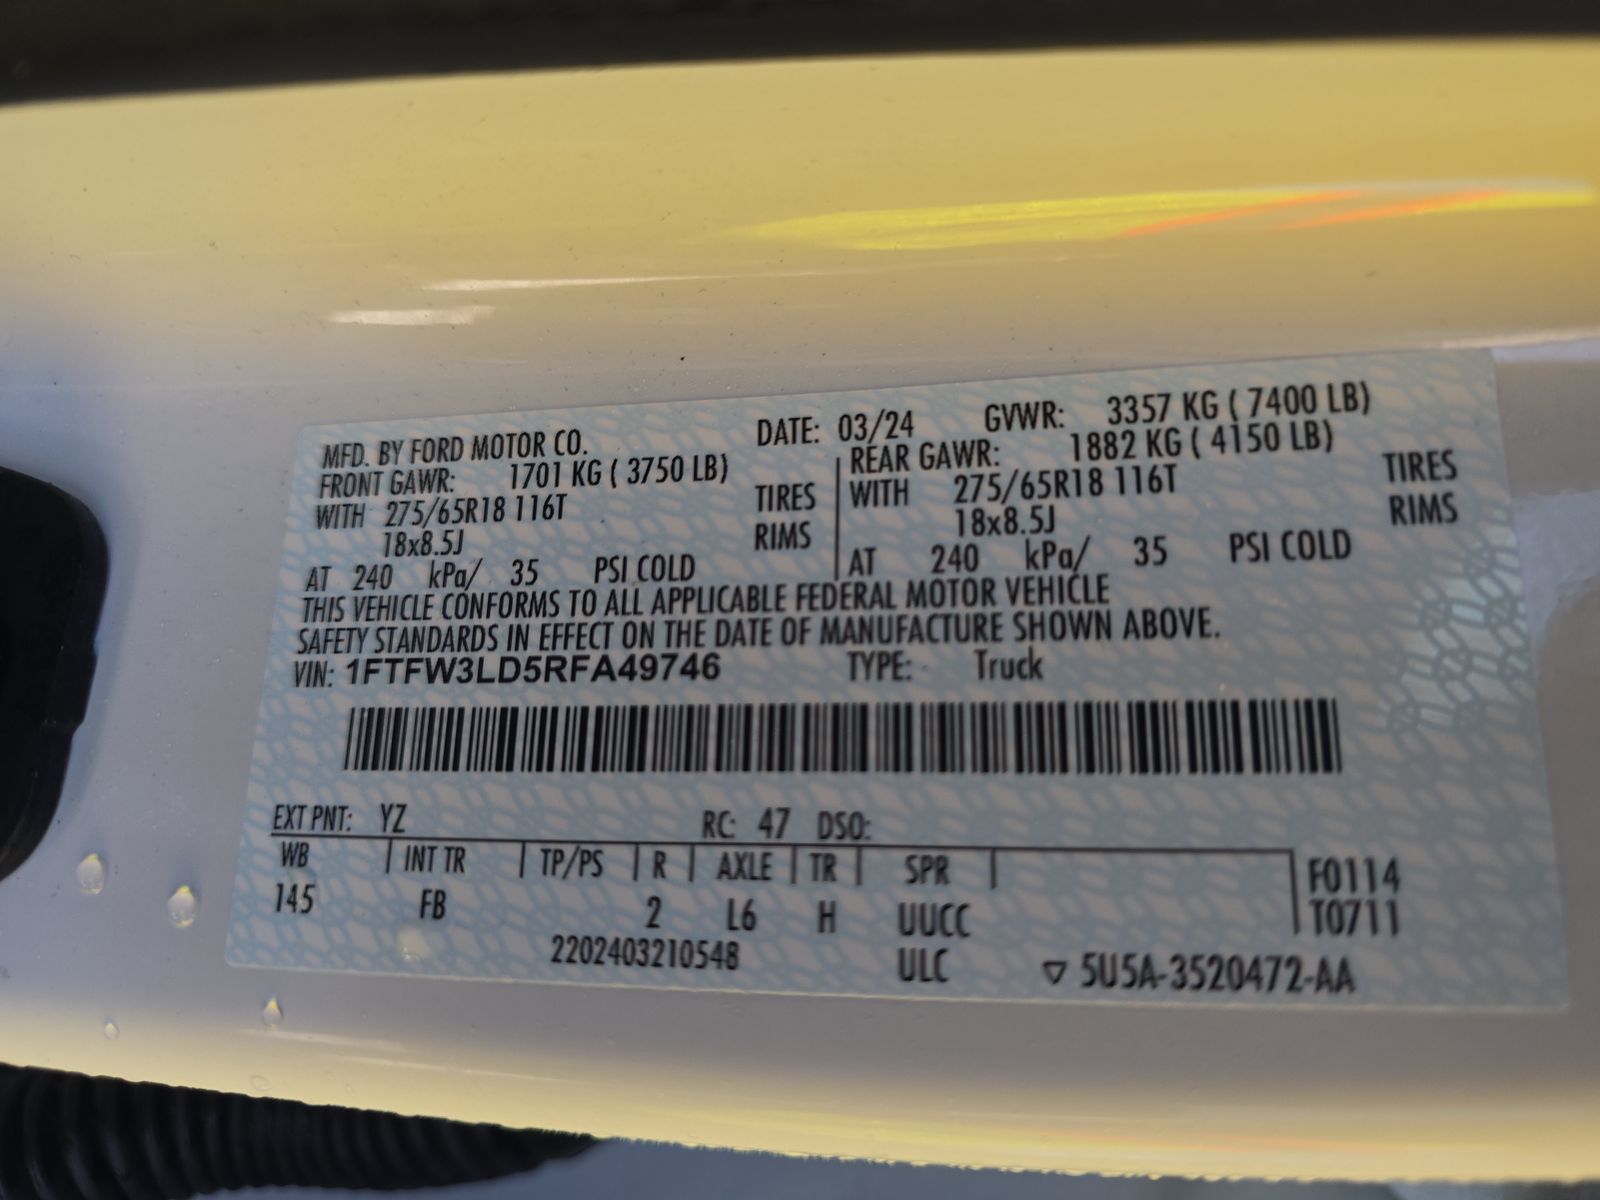 MFD. BY FORD MOTOR CO. DATE: 03/24 GVWR: 3357 KG ( 7400 LB)
FRONT GAWR: 1701 KG ( 3750 LB) REAR GAWR: 1882 KG ( 4150 LB)
WITH 275/65R18 116T TIRES WITH 275/65R18 116T TIRES
18x8.5J RIMS 18x8.5J RIMS
AT 240 kPa/ 35 PSI COLD AT 240 kPa/ 35 PSI COLD
THIS VEHICLE CONFORMS TO ALL APPLICABLE FEDERAL MOTOR VEHICLE
SAFETY STANDARDS IN EFFECT ON THE DATE OF MANUFACTURE SHOWN ABOVE.
VIN: 1FTFW3LD5RFA49746 TYPE: Truck
EXT PNT: YZ RC: 47 DSO:
WB INT TR TP/PS R AXLE TR SPR F0114
145 FB 2 L6 H UUCC T0711
2202403210548 ULC ▽ 5U5A-3520472-AA